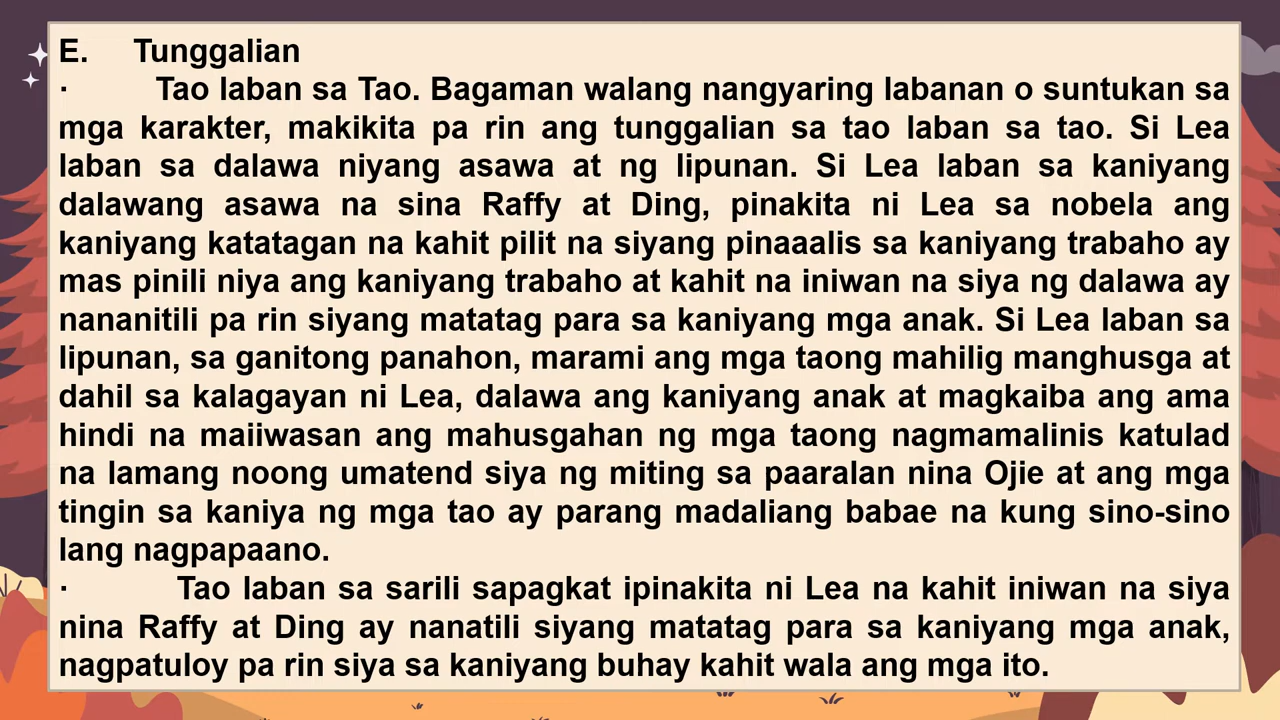 E. Tunggalian
· Tao laban sa Tao. Bagaman walang nangyaring labanan o suntukan sa
mga karakter, makikita pa rin ang tunggalian sa tao laban sa tao. Si Lea
laban sa dalawa niyang asawa at ng lipunan. Si Lea laban sa kaniyang
dalawang asawa na sina Raffy at Ding, pinakita ni Lea sa nobela ang
kaniyang katatagan na kahit pilit na siyang pinaaalis sa kaniyang trabaho ay
mas pinili niya ang kaniyang trabaho at kahit na iniwan na siya ng dalawa ay
nananitili pa rin siyang matatag para sa kaniyang mga anak. Si Lea laban sa
lipunan, sa ganitong panahon, marami ang mga taong mahilig manghusga at
dahil sa kalagayan ni Lea, dalawa ang kaniyang anak at magkaiba ang ama
hindi na maiiwasan ang mahusgahan ng mga taong nagmamalinis katulad
na lamang noong umatend siya ng miting sa paaralan nina Ojie at ang mga
tingin sa kaniya ng mga tao ay parang madaliang babae na kung sino-sino
lang nagpapaano.
· Tao laban sa sarili sapagkat ipinakita ni Lea na kahit iniwan na siya
nina Raffy at Ding ay nanatili siyang matatag para sa kaniyang mga anak,
nagpatuloy pa rin siya sa kaniyang buhay kahit wala ang mga ito.